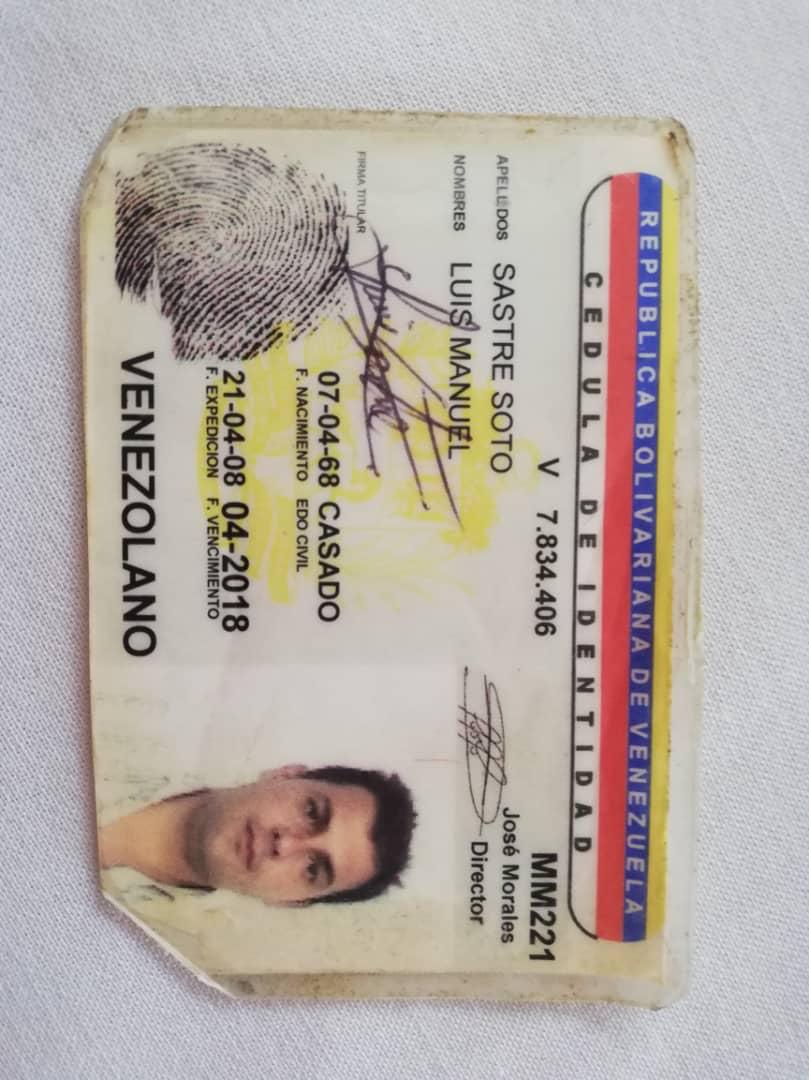 REPUBLICA BOLIVARIANA DE VENEZUELA
CEDULA DE IDENTIDAD
V 7.834.406
MM221
APELLIDOS SASTRE SOTO
NOMBRES LUIS MANUEL
José Morales
Director
FIRMA TITULAR
07-04-68 CASADO
F. NACIMIENTO EDO CIVIL
21-04-08 04-2018
F. EXPEDICION F. VENCIMIENTO
VENEZOLANO